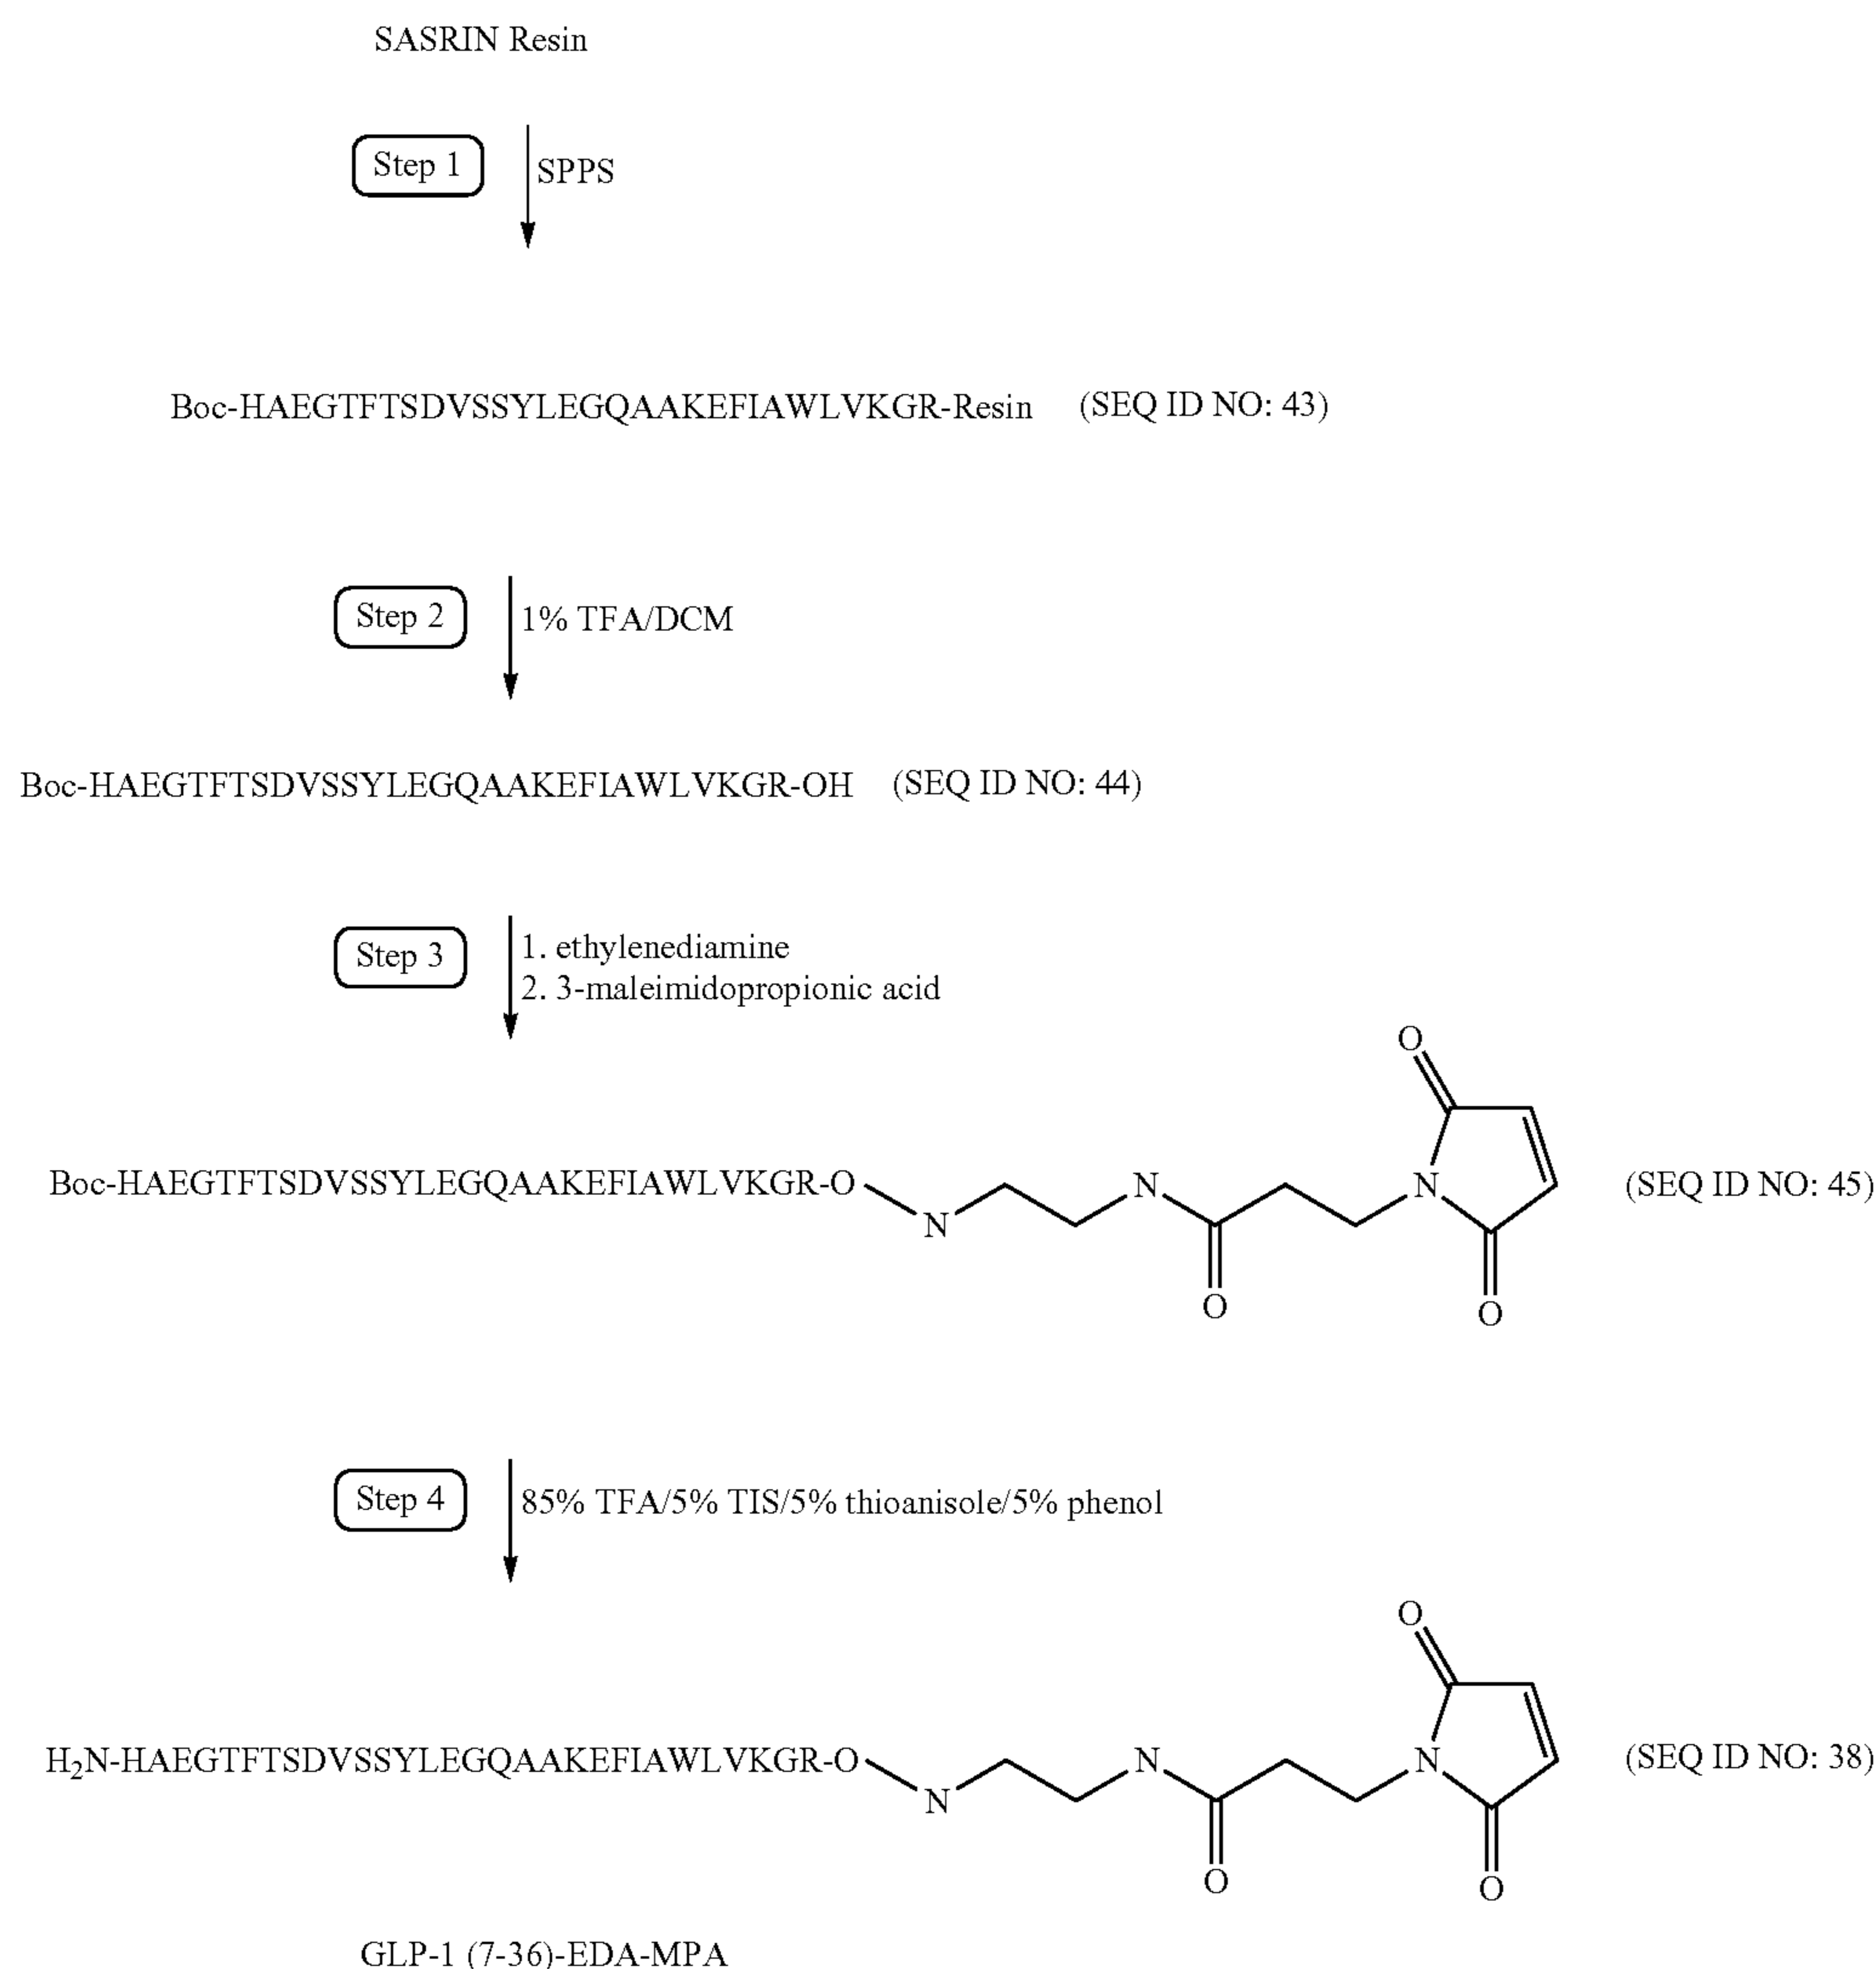 SASRIN Resin
Step 1
SPPS
Boc-HAEGTFTSDVSSYLEGQAAKEFIAWLVKGR-Resin (SEQ ID NO: 43)
Step 2
1% TFA/DCM
Boc-HAEGTFTSDVSSYLEGQAAKEFIAWLVKGR-OH (SEQ ID NO: 44)
Step 3
1. ethylenediamine
2. 3-maleimidopropionic acid
O
Boc-HAEGTFTSDVSSYLEGQAAKEFIAWLVKGR-O N N N (SEQ ID NO: 45)
O O
Step 4
85% TFA/5% TIS/5% thioanisole/5% phenol
O
H2N-HAEGTFTSDVSSYLEGQAAKEFIAWLVKGR-O N N N (SEQ ID NO: 38)
O O
GLP-1 (7-36)-EDA-MPA